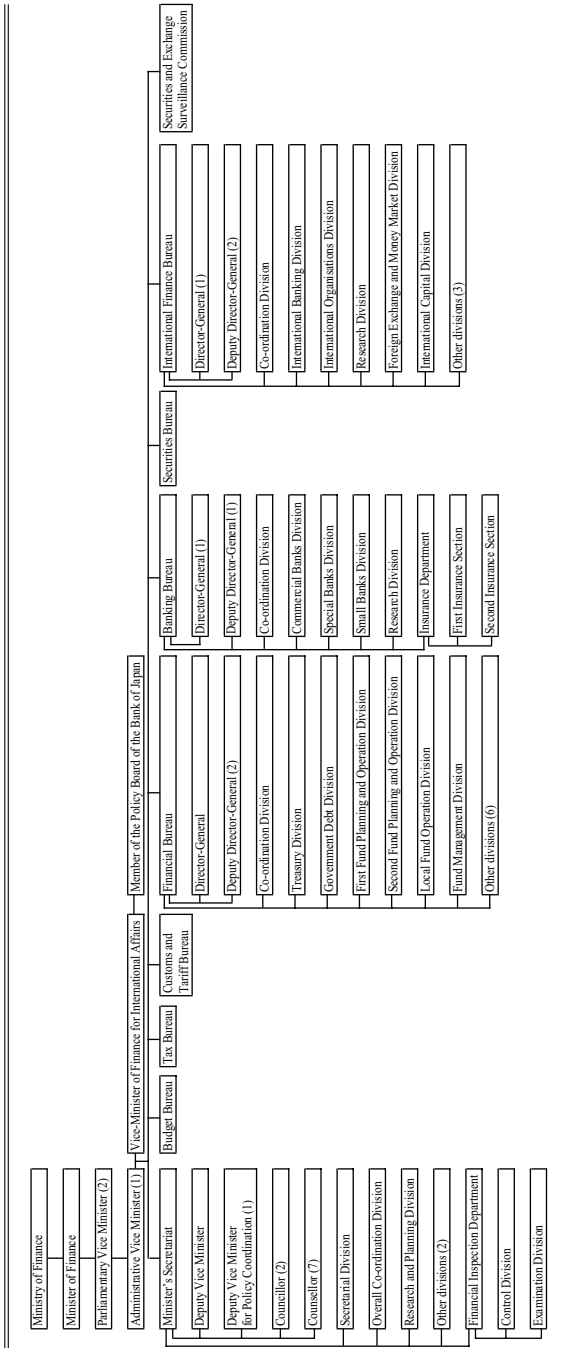 Ministry of Finance
Minister of Finance
Parliamentary Vice Minister (2)
Administrative Vice Minister (1)
Vice-Minister of Finance for International Affairs
Member of the Policy Board of the Bank of Japan
Minister's Secretariat
Deputy Vice Minister
Deputy Vice Minister
for Policy Coordination (1)
Councillor (2)
Counsellor (7)
Secretarial Division
Overall Co-ordination Division
Research and Planning Division
Other divisions (2)
Financial Inspection Department
Control Division
Examination Division
Budget Bureau
Tax Bureau
Customs and
Tariff Bureau
Financial Bureau
Director-General
Deputy Director-General (2)
Co-ordination Division
Treasury Division
Government Debt Division
First Fund Planning and Operation Division
Second Fund Planning and Operation Division
Local Fund Operation Division
Fund Management Division
Other divisions (6)
Banking Bureau
Director-General (1)
Deputy Director-General (1)
Co-ordination Division
Commercial Banks Division
Special Banks Division
Small Banks Division
Research Division
Insurance Department
First Insurance Section
Second Insurance Section
Securities Bureau
International Finance Bureau
Director-General (1)
Deputy Director-General (2)
Co-ordination Division
International Banking Division
International Organisations Division
Research Division
Foreign Exchange and Money Market Division
International Capital Division
Other divisions (3)
Securities and Exchange
Surveillance Commission